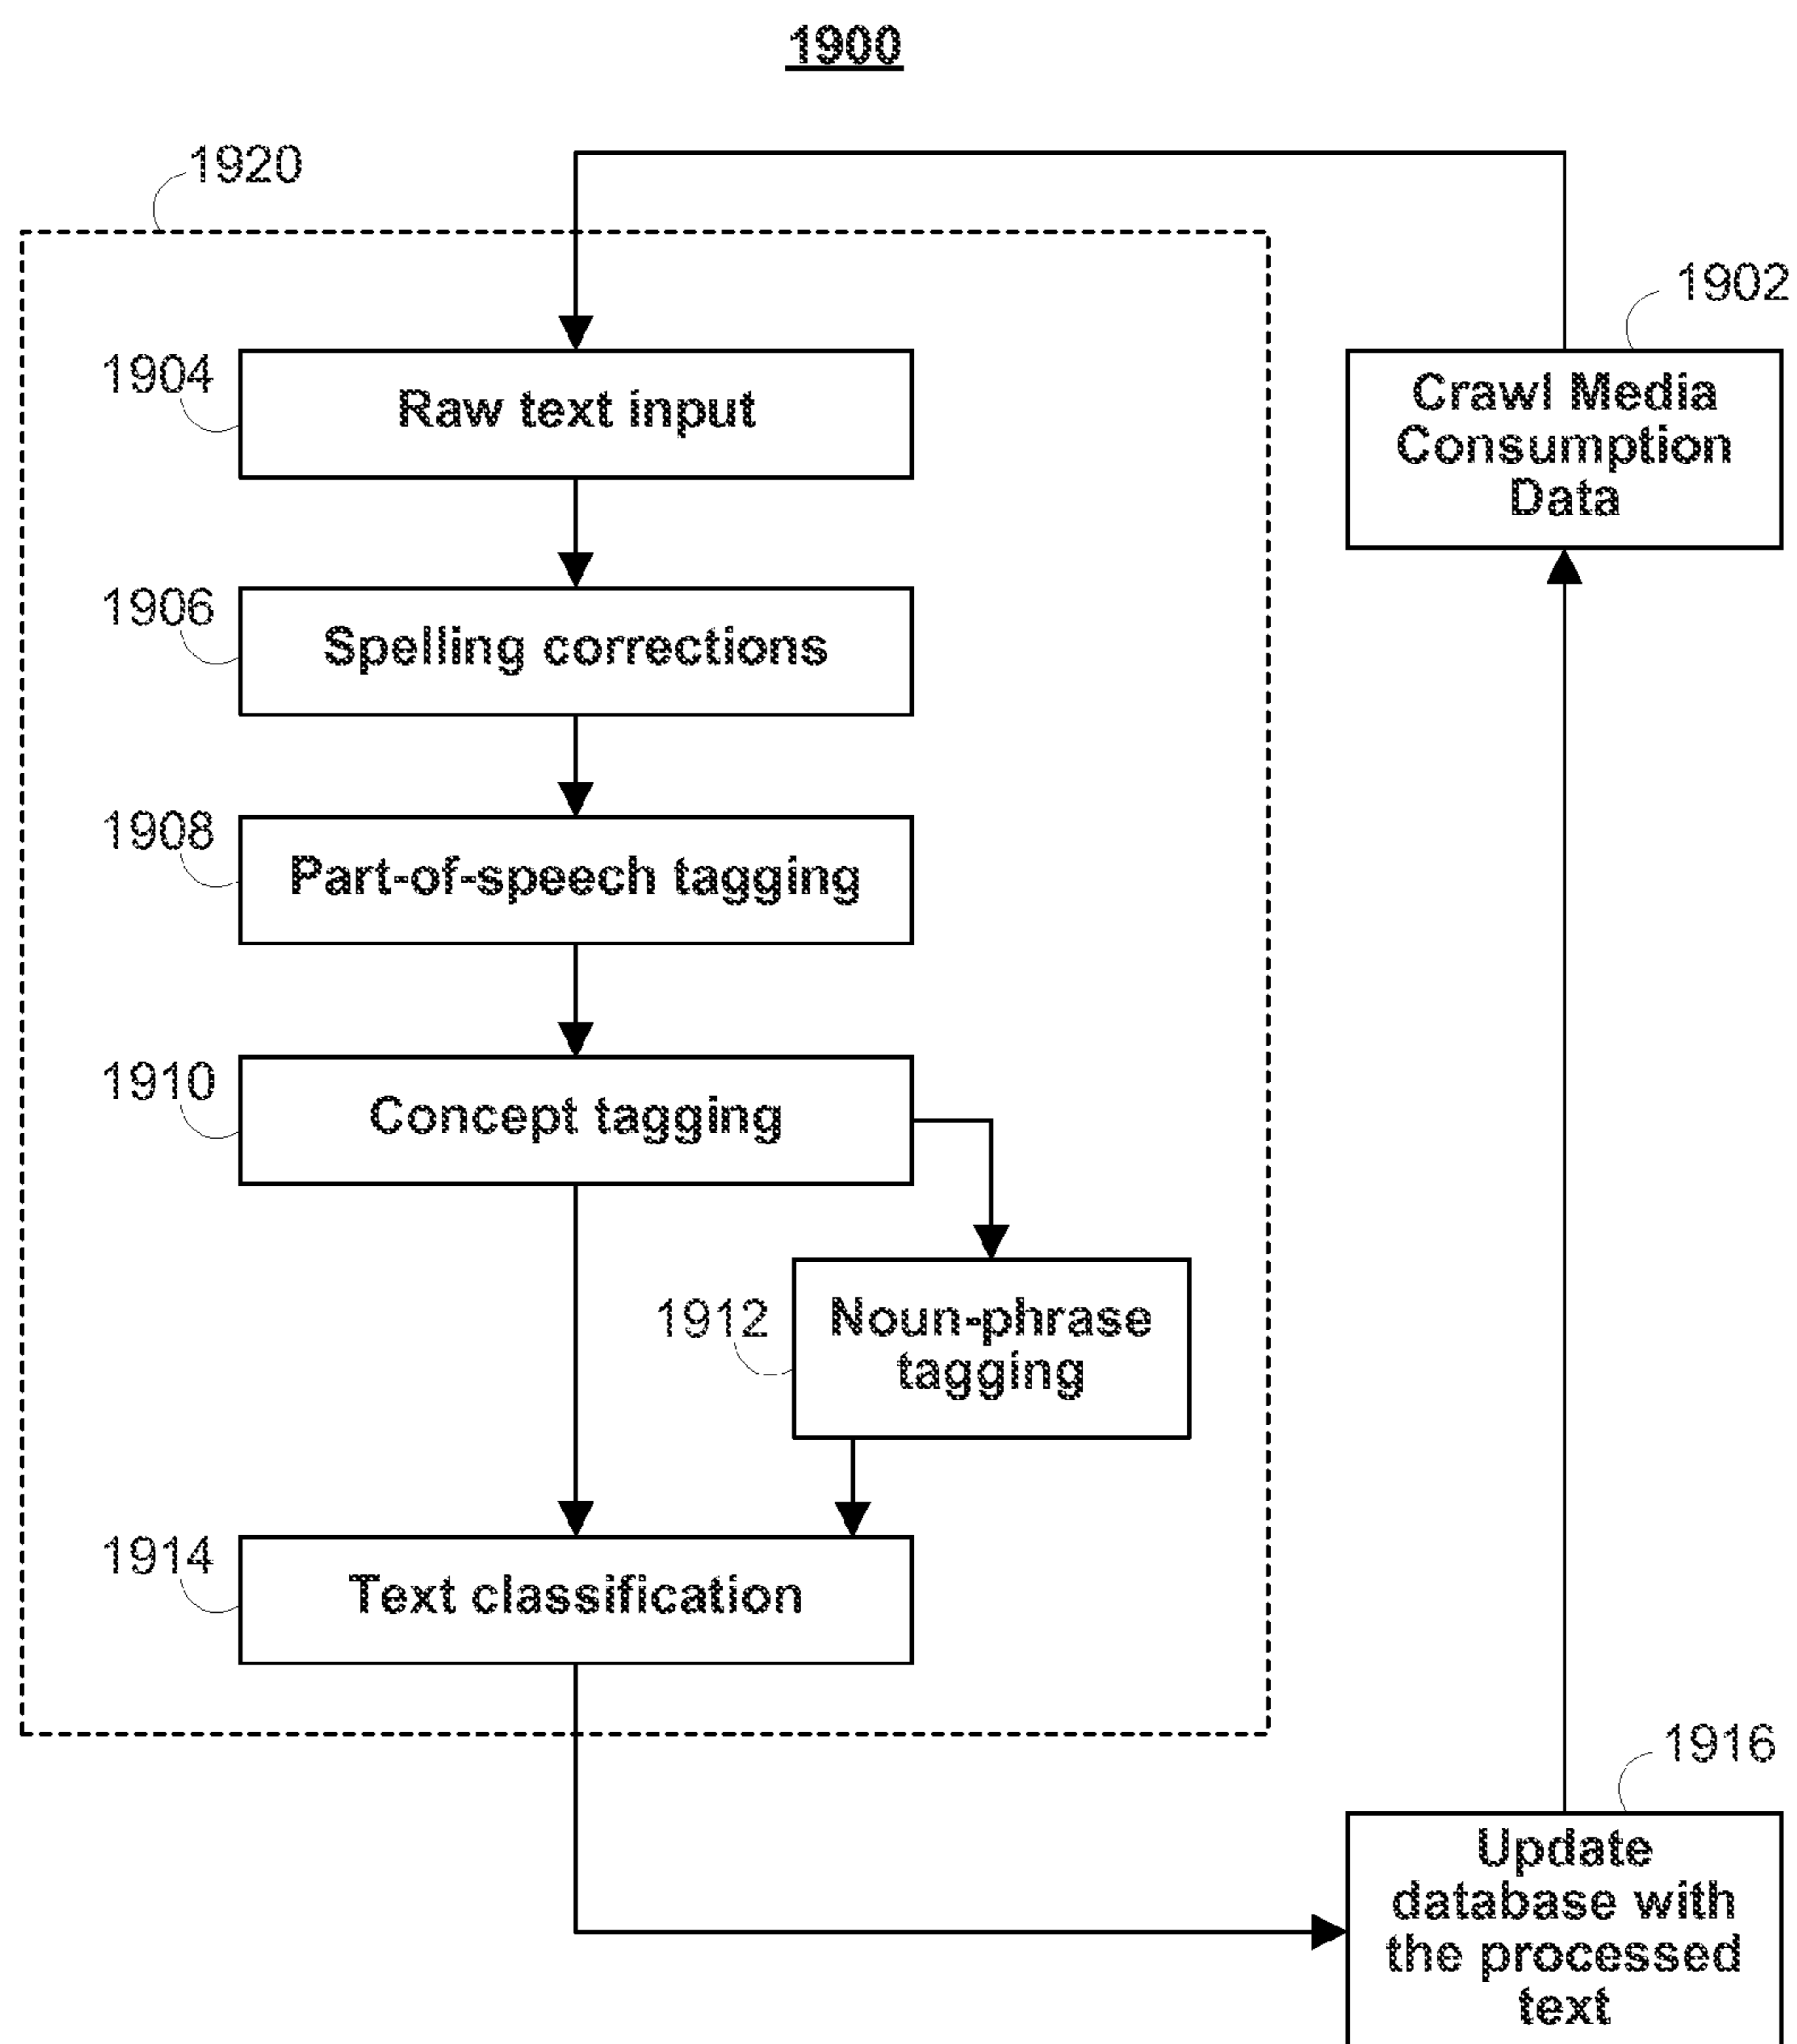 1900
1920
1902
1904
Raw text input
Crawl Media
Consumption
Data
1906
Spelling corrections
1908
Part-of-speech tagging
1910
Concept tagging
1912
Noun-phrase
tagging
1914
Text classification
1916
Update
database with
the processed
text